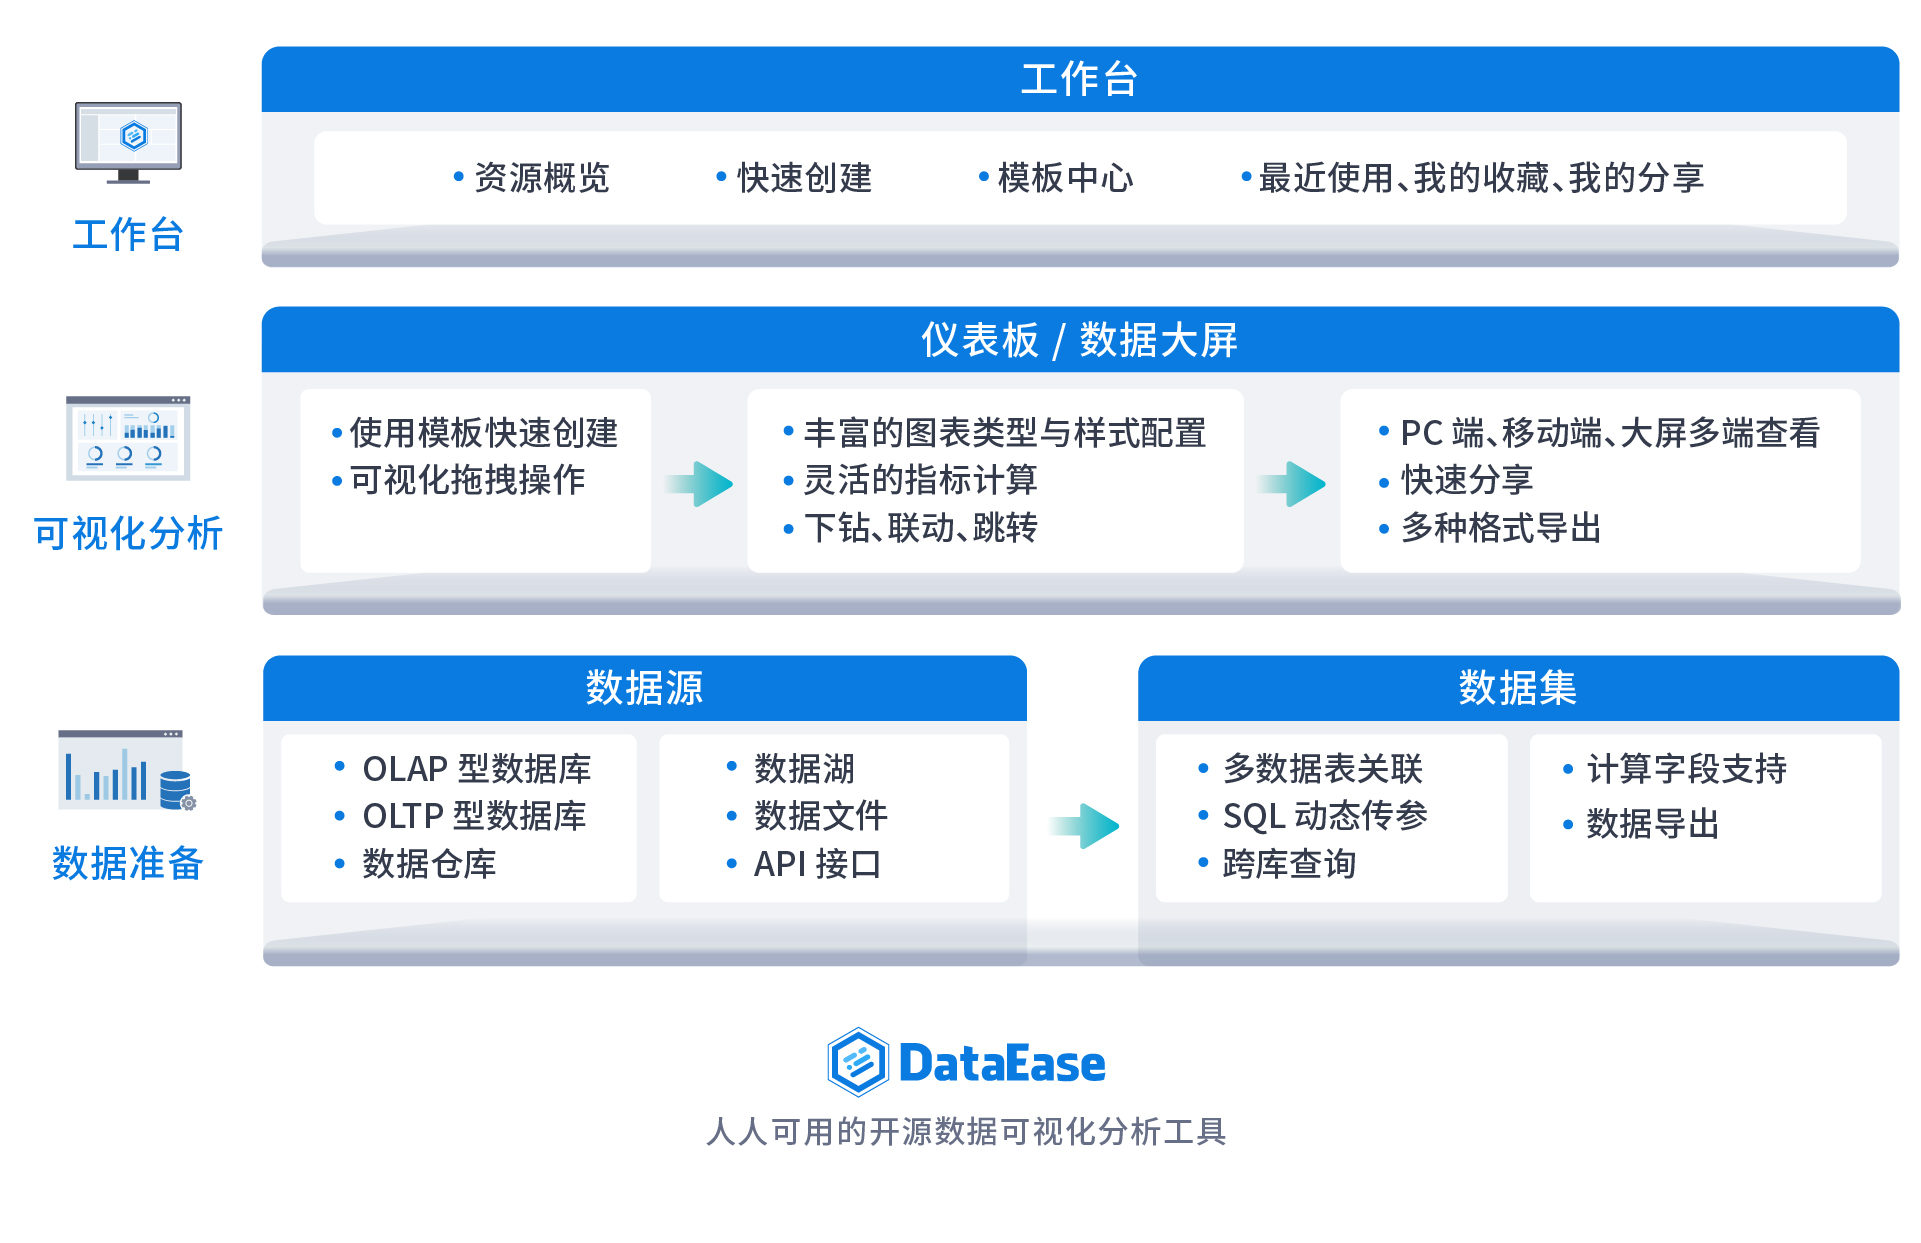 工作台
工作台
• 资源概览
• 快速创建
• 模板中心
• 最近使用、我的收藏、我的分享
可视化分析
仪表板 / 数据大屏
• 使用模板快速创建
• 可视化拖拽操作
• 丰富的图表类型与样式配置
• 灵活的指标计算
• 下钻、联动、跳转
• PC 端、移动端、大屏多端查看
• 快速分享
• 多种格式导出
数据准备
数据源
• OLAP 型数据库
• OLTP 型数据库
• 数据仓库
• 数据湖
• 数据文件
• API 接口
数据集
• 多数据表关联
• SQL 动态传参
• 跨库查询
• 计算字段支持
• 数据导出
DataEase
人人可用的开源数据可视化分析工具